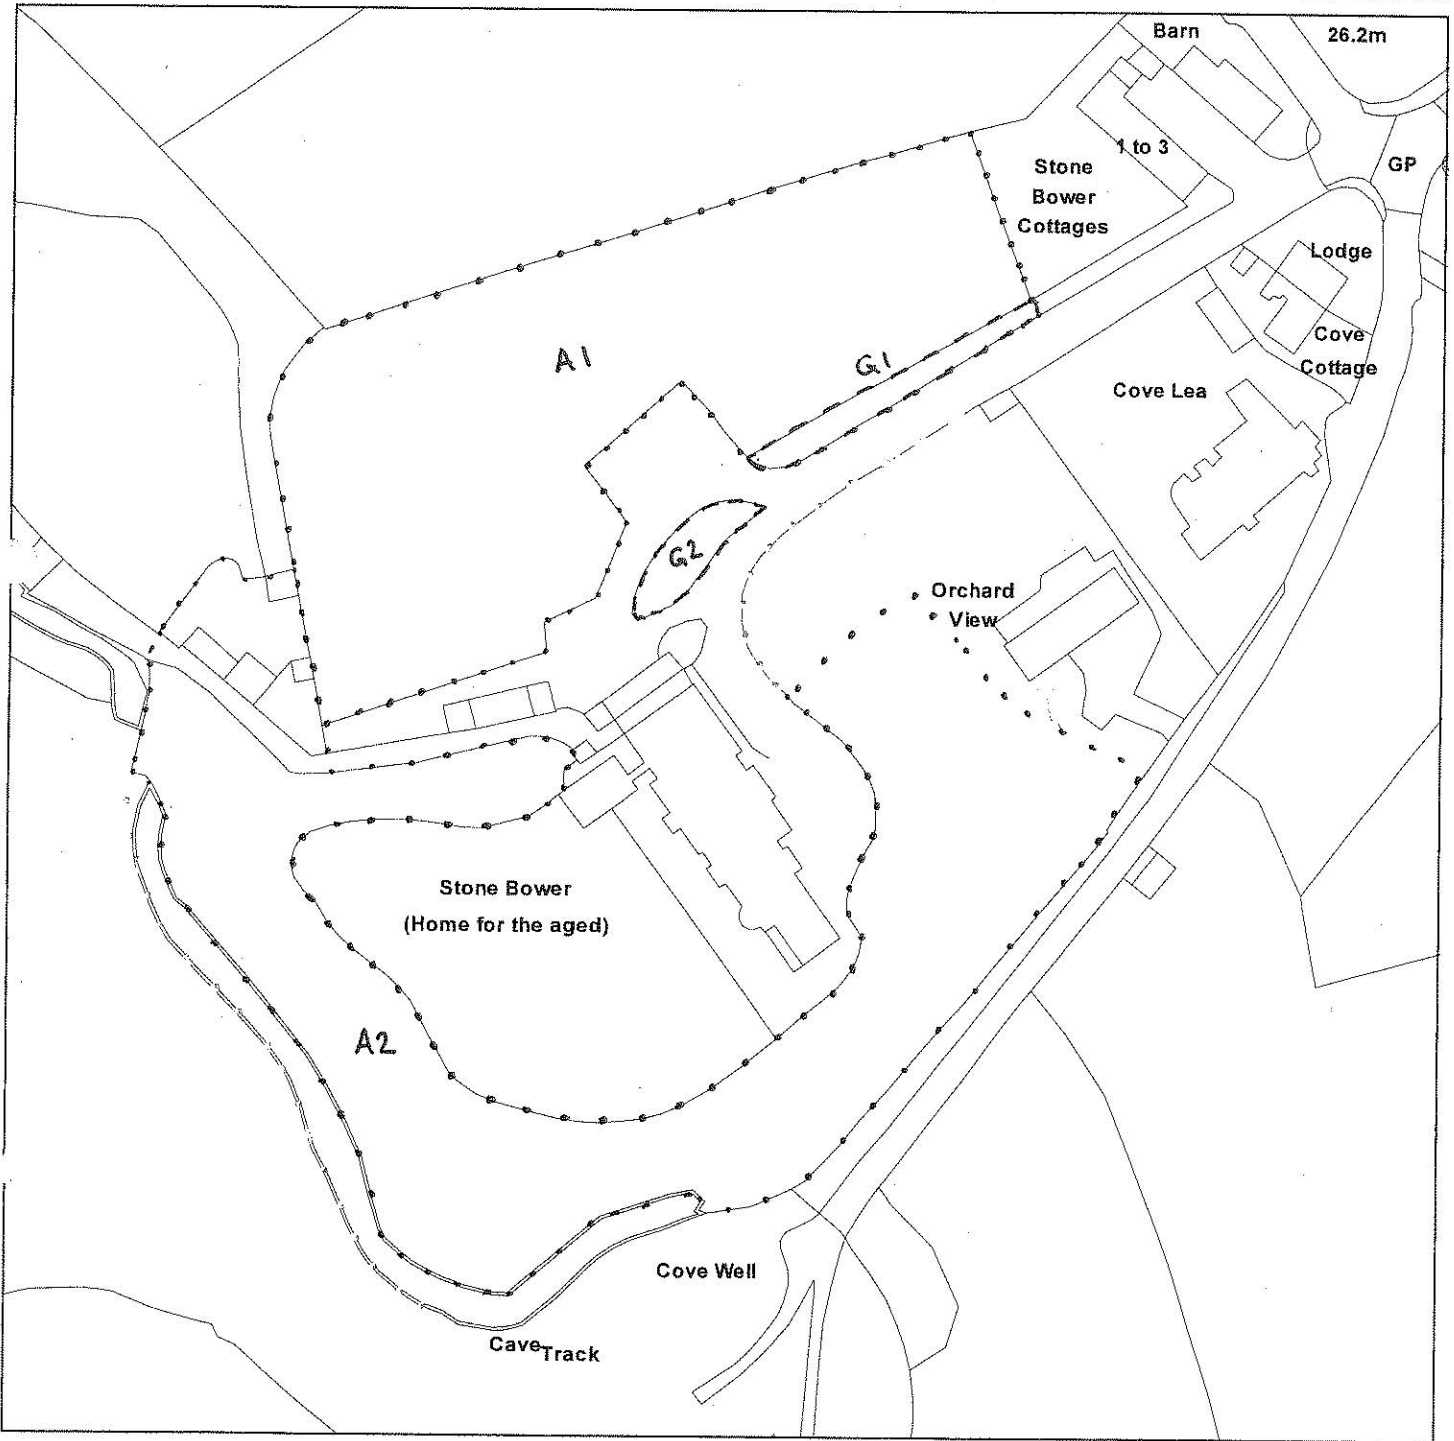 Barn
26.2m
1 to 3
GP
Stone
Bower
Cottages
Lodge
Cove
Cottage
A1
G1
Cove Lea
G2
Orchard
View
Stone Bower
(Home for the aged)
A2
Cove Well
Cave
Track